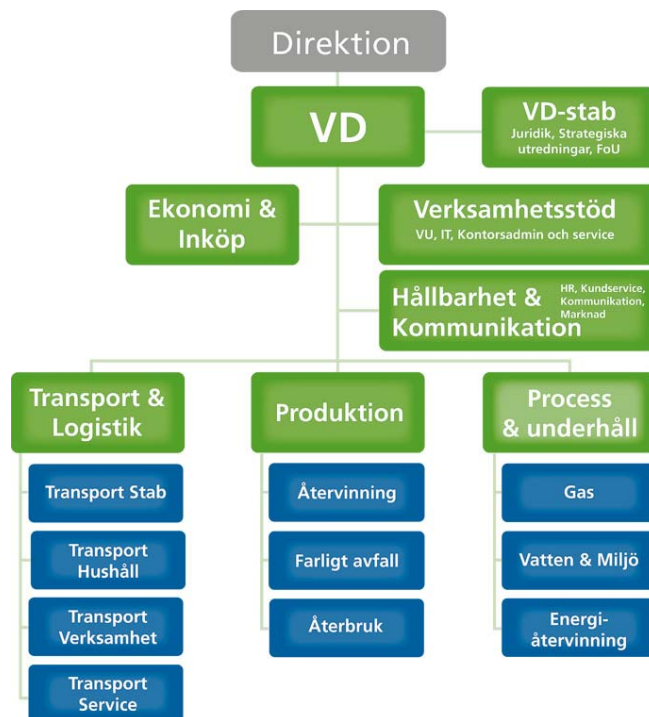 Direktion
VD
VD-stab
Juridik, Strategiska
utredningar, FoU
Ekonomi &
Inköp
Verksamhetsstöd
VU, IT, Kontorsadmin och service
Hållbarhet &
Kommunikation
HR, Kundservice,
Kommunikation,
Marknad
Transport &
Logistik
Transport Stab
Transport
Hushåll
Transport
Verksamhet
Transport
Service
Produktion
Återvinning
Farligt avfall
Återbruk
Process
& underhåll
Gas
Vatten & Miljö
Energi-
återvinning